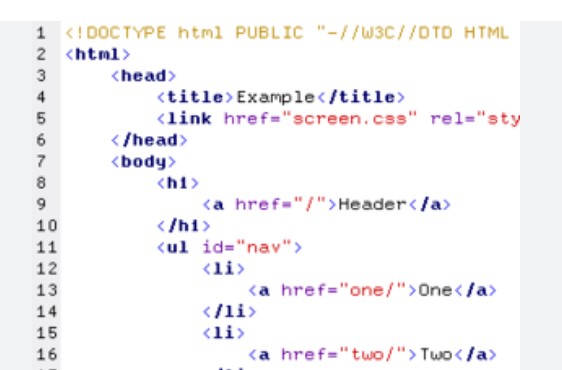 1 <!DOCTYPE html PUBLIC "-//W3C//DTD HTML
2 <html>
3 <head>
4 <title>Example</title>
5 <link href="screen.css" rel="sty
6 </head>
7 <body>
8 <h1>
9 <a href="/">Header</a>
10 </h1>
11 <ul id="nav">
12 <li>
13 <a href="one/">One</a>
14 </li>
15 <li>
16 <a href="two/">Two</a>